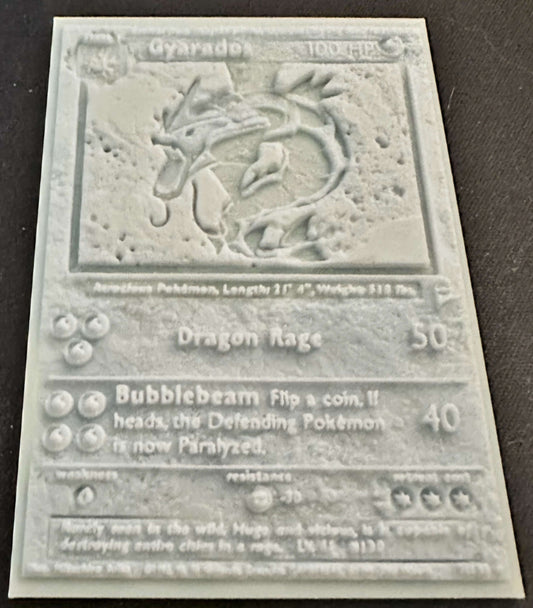 Gyarados 100 HP
Atrocious Pokémon, Length: 21' 4", Weight: 518 lbs.
Dragon Rage 50
Bubblebeam Flip a coin. If
heads, the Defending Pokémon
is now Paralyzed.
40
weakness resistance retreat cost
-30
Rarely seen in the wild. Huge and vicious, it is capable of
destroying entire cities in a rage.